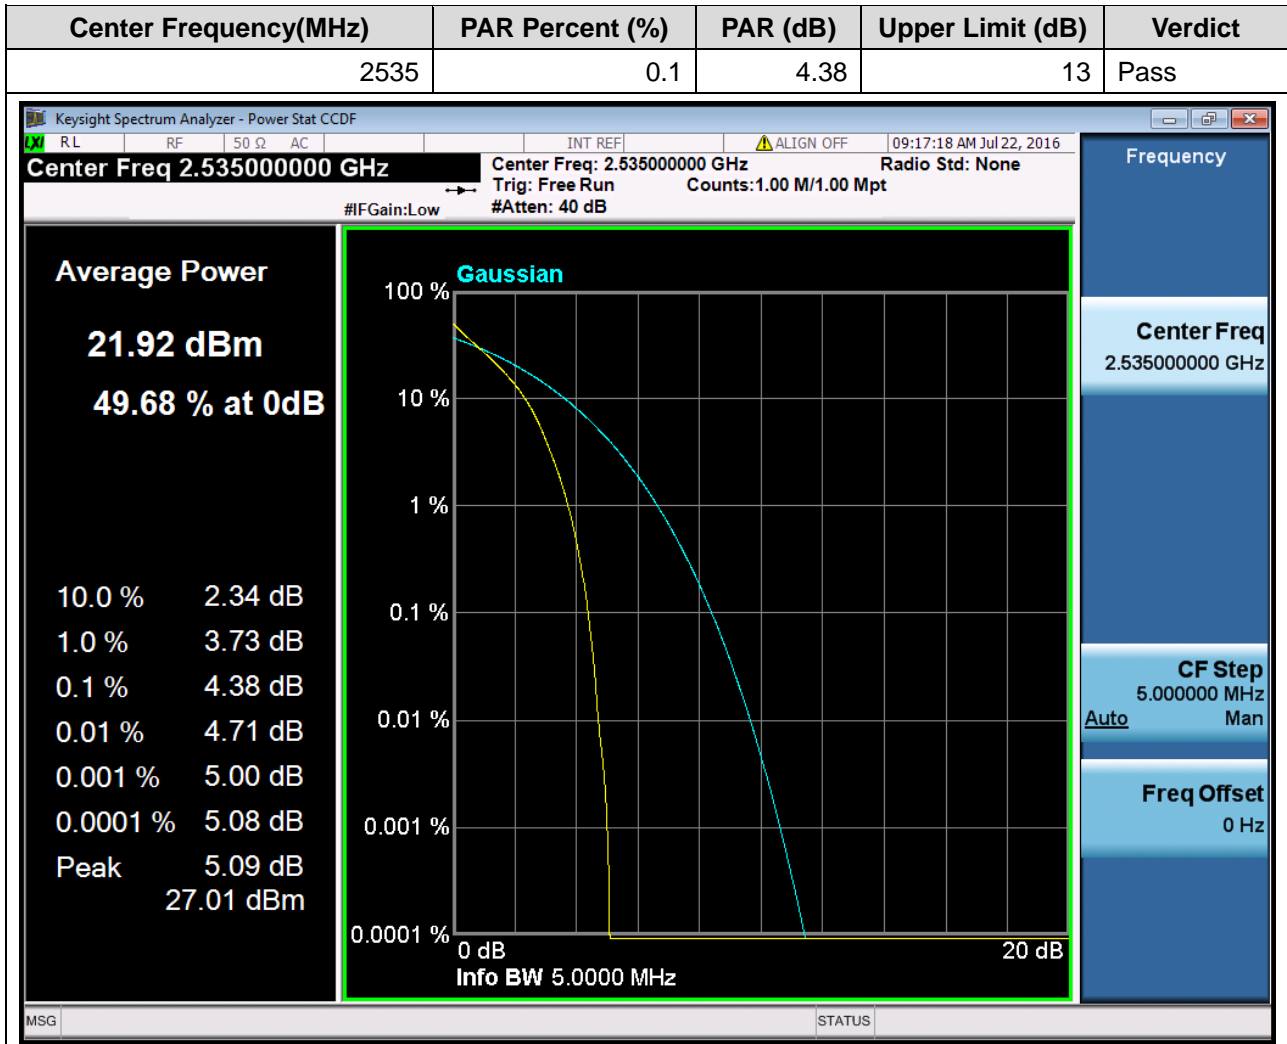 Center Frequency(MHz) PAR Percent (%) PAR (dB) Upper Limit (dB) Verdict
2535 0.1 4.38 13 Pass
Keysight Spectrum Analyzer - Power Stat CCDF
LXI RL RF 50 Ω AC INT REF ALIGN OFF 09:17:18 AM Jul 22, 2016
Center Freq 2.535000000 GHz
Center Freq: 2.535000000 GHz Radio Std: None
Trig: Free Run Counts:1.00 M/1.00 Mpt
#IFGain:Low #Atten: 40 dB
Frequency
Average Power
21.92 dBm
49.68 % at 0dB
10.0 % 2.34 dB
1.0 % 3.73 dB
0.1 % 4.38 dB
0.01 % 4.71 dB
0.001 % 5.00 dB
0.0001 % 5.08 dB
Peak 5.09 dB
27.01 dBm
Gaussian
100 %
10 %
1 %
0.1 %
0.01 %
0.001 %
0.0001 %
0 dB 20 dB
Info BW 5.0000 MHz
Center Freq
2.535000000 GHz
CF Step
5.000000 MHz
Auto Man
Freq Offset
0 Hz
MSG STATUS